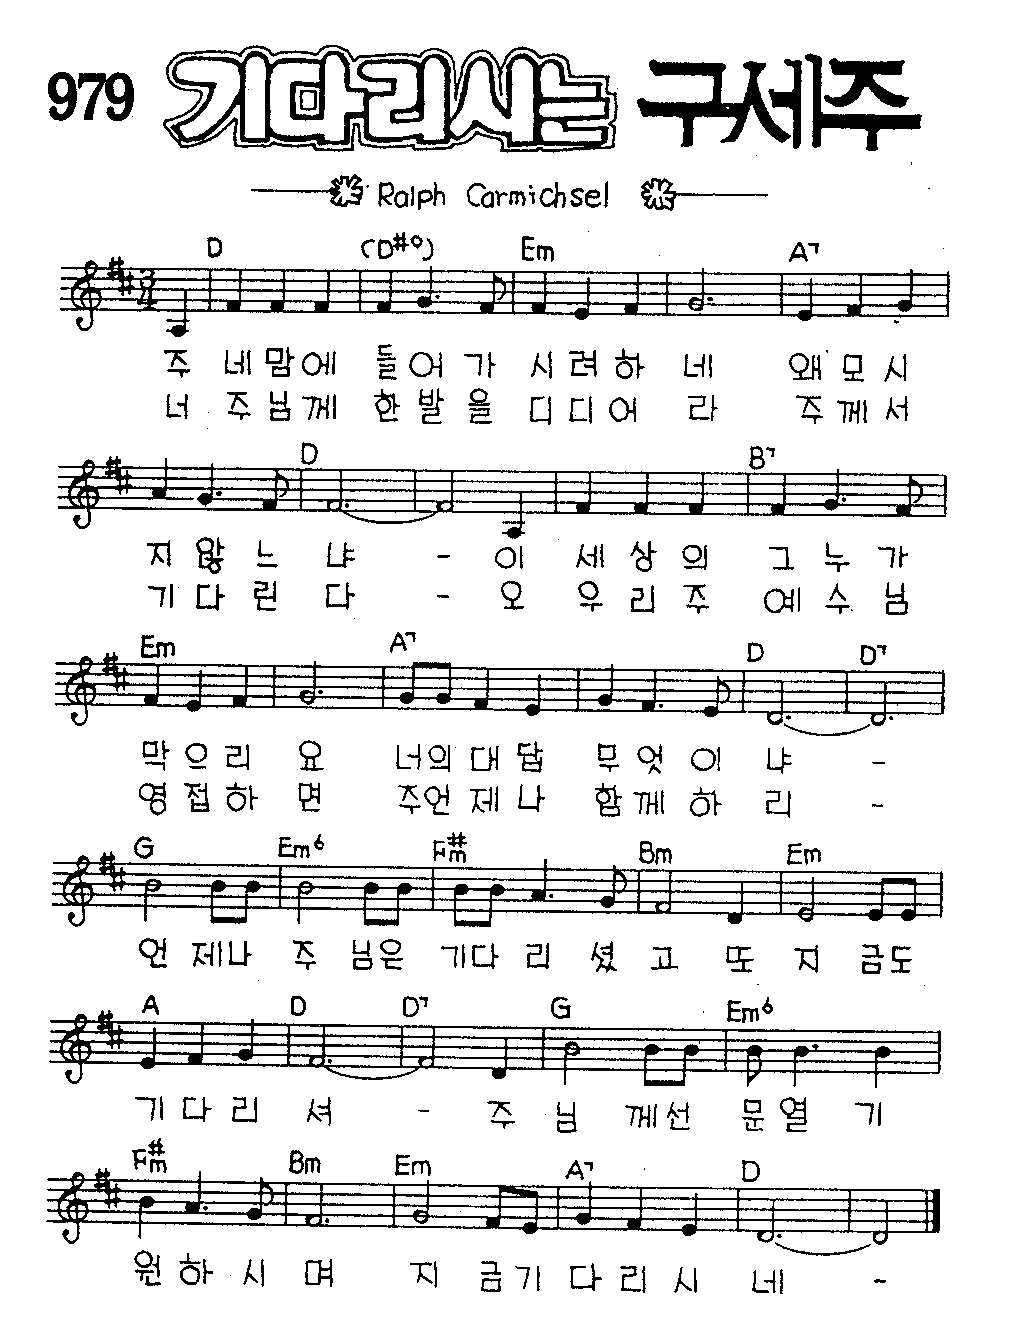 979 기다리시는 구세주
Ralph Carmichsel
D (D#o) Em A7
주 네 맘 에 들 어 가 시 려 하 네 왜 모 시
너 주 님 께 한 발 을 디 디 어 라 주 께 서
D B7
지 않 느 냐 - 이 세 상 의 그 누 가
기 다 린 다 - 오 우 리 주 예 수 님
Em A7 D D7
막 으 리 요 너 의 대 답 무 엇 이 냐 -
영 접 하 면 주 언 제 나 함 께 하 리 -
G Em6 F#m Bm Em
언 제 나 주 님 은 기 다 리 셨 고 또 지 금 도
A D D7 G Em6
기 다 리 셔 - 주 님 께 선 문 열 기
F#m Bm Em A7 D
원 하 시 며 지 금 기 다 리 시 네 -